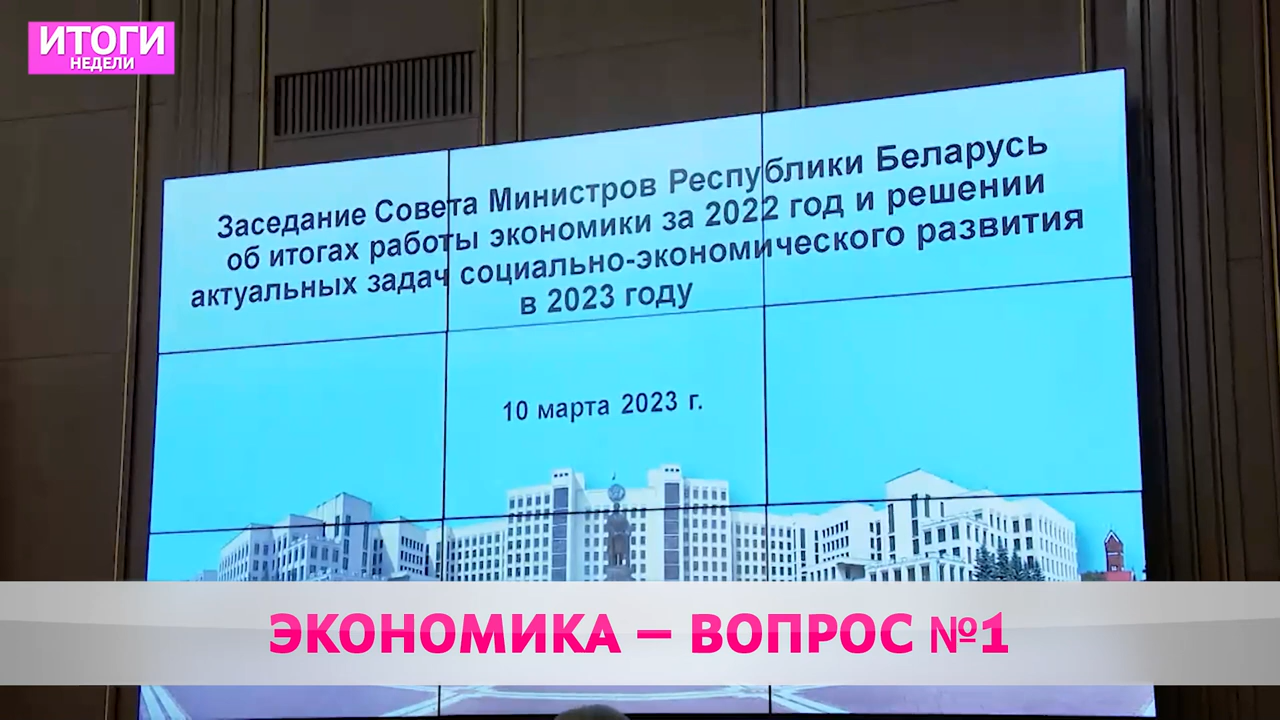 ИТОГИ
НЕДЕЛИ
Заседание Совета Министров Республики Беларусь
об итогах работы экономики за 2022 год и решении
актуальных задач социально-экономического развития
в 2023 году
10 марта 2023 г.
ЭКОНОМИКА – ВОПРОС №1